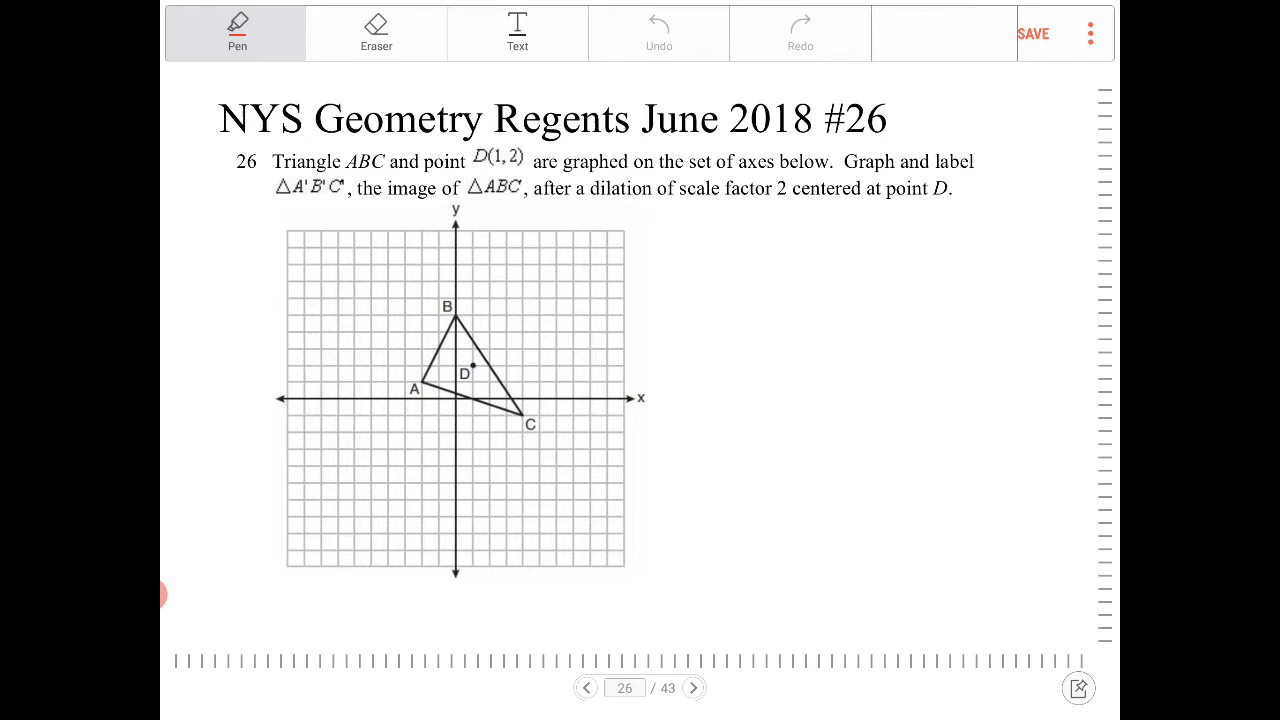 Pen
Eraser
Text
Undo
Redo
SAVE
NYS Geometry Regents June 2018 #26
26 Triangle ABC and point D(1,2) are graphed on the set of axes below. Graph and label
△A'B'C', the image of △ABC, after a dilation of scale factor 2 centered at point D.
y
B
D
A
x
C
26 / 43